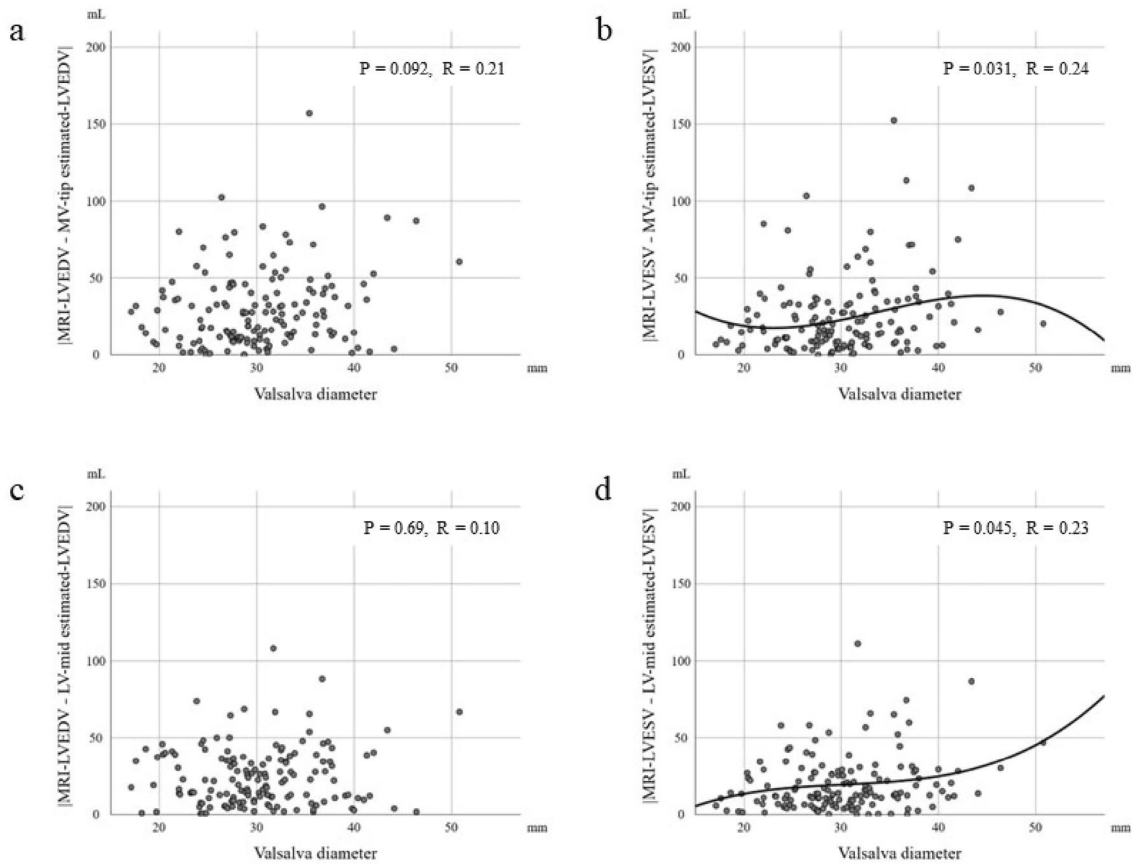 a
mL
|MRI-LVEDV - MV-tip estimated-LVEDV|
200
150
100
50
0
P = 0.092, R = 0.21
20
30
40
50
mm
Valsalva diameter
b
mL
|MRI-LVESV - MV-tip estimated-LVESV|
200
150
100
50
0
P = 0.031, R = 0.24
20
30
40
50
mm
Valsalva diameter
c
mL
|MRI-LVEDV - LV-mid estimated-LVEDV|
200
150
100
50
0
P = 0.69, R = 0.10
20
30
40
50
mm
Valsalva diameter
d
mL
|MRI-LVESV - LV-mid estimated-LVESV|
200
150
100
50
0
P = 0.045, R = 0.23
20
30
40
50
mm
Valsalva diameter